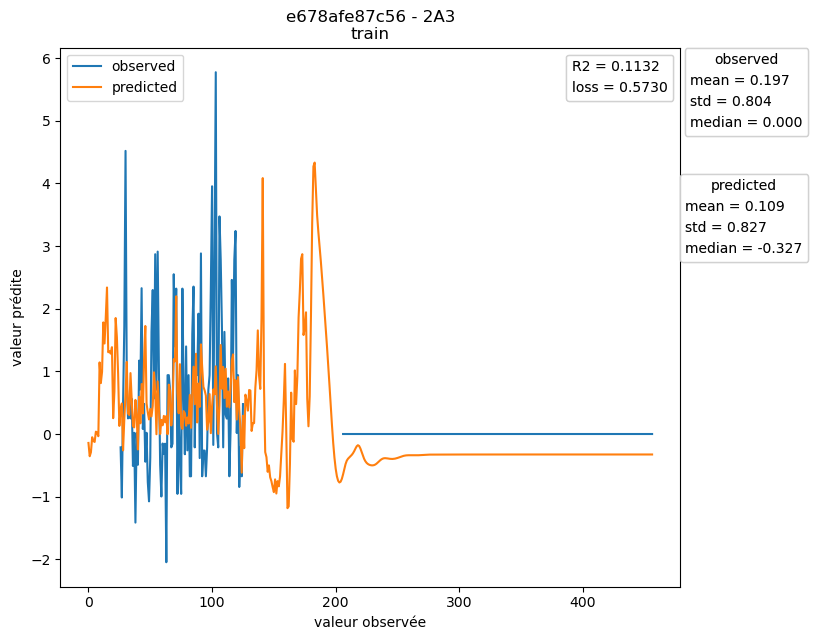 e678afe87c56 - 2A3
train
observed
predicted
R2 = 0.1132
loss = 0.5730
observed
mean = 0.197
std = 0.804
median = 0.000
predicted
mean = 0.109
std = 0.827
median = -0.327
valeur prédite
6
5
4
3
2
1
0
−1
−2
0
100
200
300
400
valeur observée